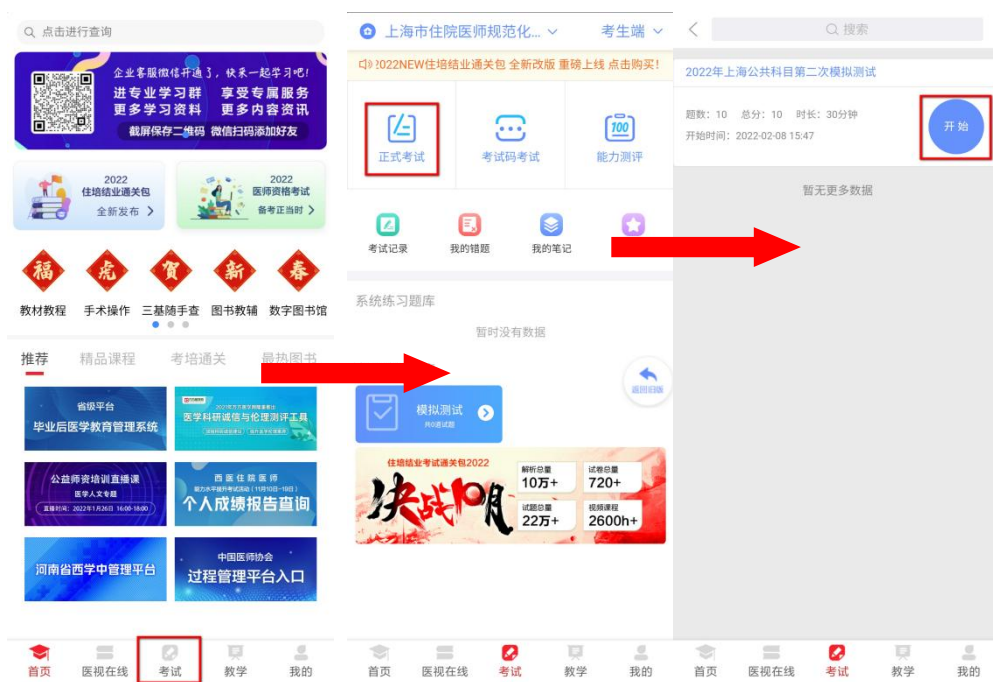 点击进行查询
企业客服微信开通了，快来一起学习吧！
进专业学习群 享受专属服务
更多学习资料 更多内容资讯
截屏保存二维码 微信扫码添加好友
2022
住培结业通关包
全新发布
2022
医师资格考试
备考正当时
福 虎 賀 新 春
教材教程 手术操作 三基随手查 图书教辅 数字图书馆
推荐 精品课程 考培通关 最热图书
省级平台
毕业后医学教育管理系统
医学科研诚信与伦理测评工具
公益师资培训直播课
医学人文专题
直播时间：2022年1月26日 16:00-18:00
西医住院医师
能力水平提升考试活动（11月10日-18日）
个人成绩报告查询
河南省西学中管理平台
中国医师协会
过程管理平台入口
首页 医视在线 考试 教学 我的
上海市住院医师规范化... 考生端
2022NEW住培结业通关包 全新改版 重磅上线 点击购买！
正式考试 考试码考试 能力测评
100
考试记录 我的错题 我的笔记
系统练习题库
暂时没有数据
返回旧版
模拟测试
共0道试题
住培结业考试通关包2022
决战
解析总量
10万+
试卷总量
720+
试题总量
22万+
视频课程
2600h+
首页 医视在线 考试 教学 我的
搜索
2022年上海公共科目第二次模拟测试
题数：10 总分：10 时长：30分钟
开始时间：2022-02-08 15:47
开始
暂无更多数据
首页 医视在线 考试 教学 我的